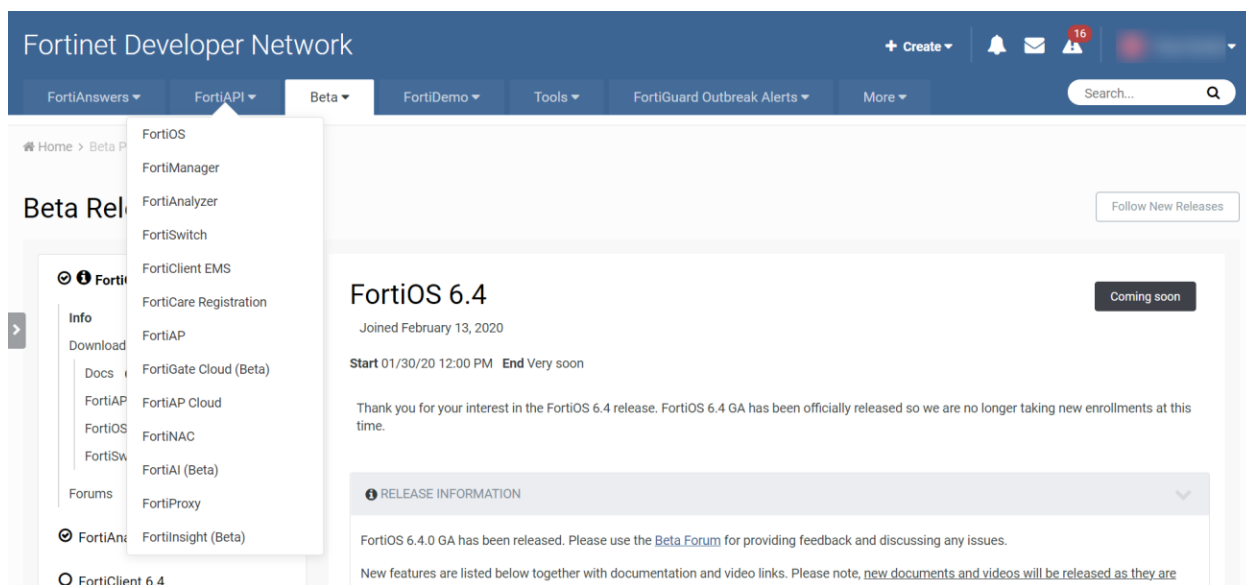 Fortinet Developer Network
+ Create
16
FortiAnswers
FortiAPI
Beta
FortiDemo
Tools
FortiGuard Outbreak Alerts
More
Search...
Home > Beta P
Beta Rel
Follow New Releases
FortiOS
FortiManager
FortiAnalyzer
FortiSwitch
FortiClient EMS
FortiCare Registration
FortiAP
FortiGate Cloud (Beta)
FortiAP Cloud
FortiNAC
FortiAI (Beta)
FortiProxy
FortiInsight (Beta)
Info
Download
Docs
FortiAP
FortiOS
FortiSw
Forums
FortiAna
FortiClient 6.4
FortiOS 6.4
Coming soon
Joined February 13, 2020
Start 01/30/20 12:00 PM End Very soon
Thank you for your interest in the FortiOS 6.4 release. FortiOS 6.4 GA has been officially released so we are no longer taking new enrollments at this
time.
RELEASE INFORMATION
FortiOS 6.4.0 GA has been released. Please use the Beta Forum for providing feedback and discussing any issues.
New features are listed below together with documentation and video links. Please note, new documents and videos will be released as they are